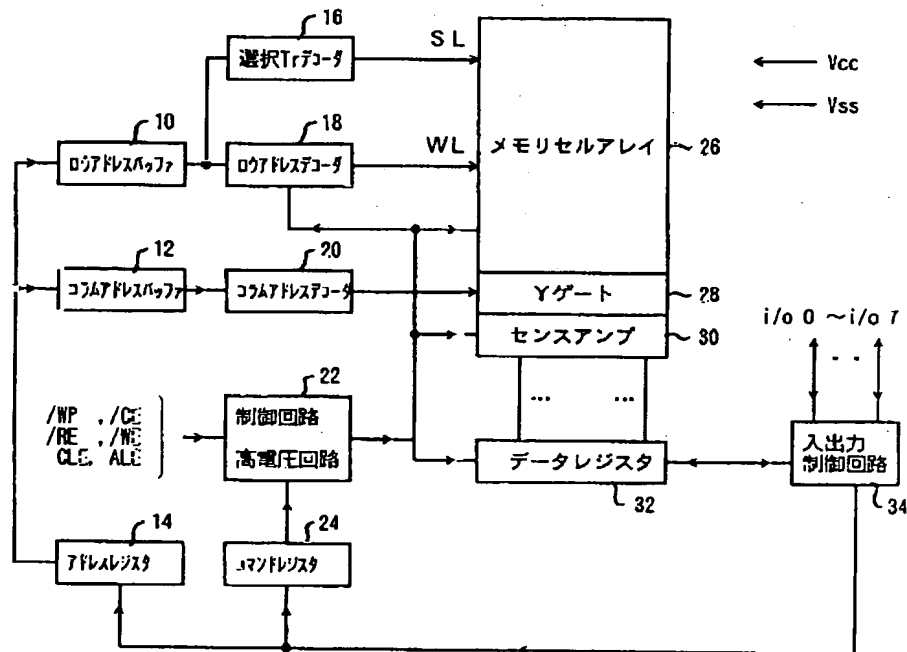 16
選択Trデコーダ
SL
Vcc
Vss
10
ロウアドレスバッファ
18
ロウアドレスデコーダ
WL
メモリセルアレイ
26
12
コラムアドレスバッファ
20
コラムアドレスデコーダ
Yゲート
28
センスアンプ
30
i/o 0 ～i/o 7
/WP , /CE
/RE , /WE
CLE, ALE
22
制御回路
高電圧回路
... ...
データレジスタ
32
入出力
制御回路
34
14
アドレスレジスタ
24
コマンドレジスタ